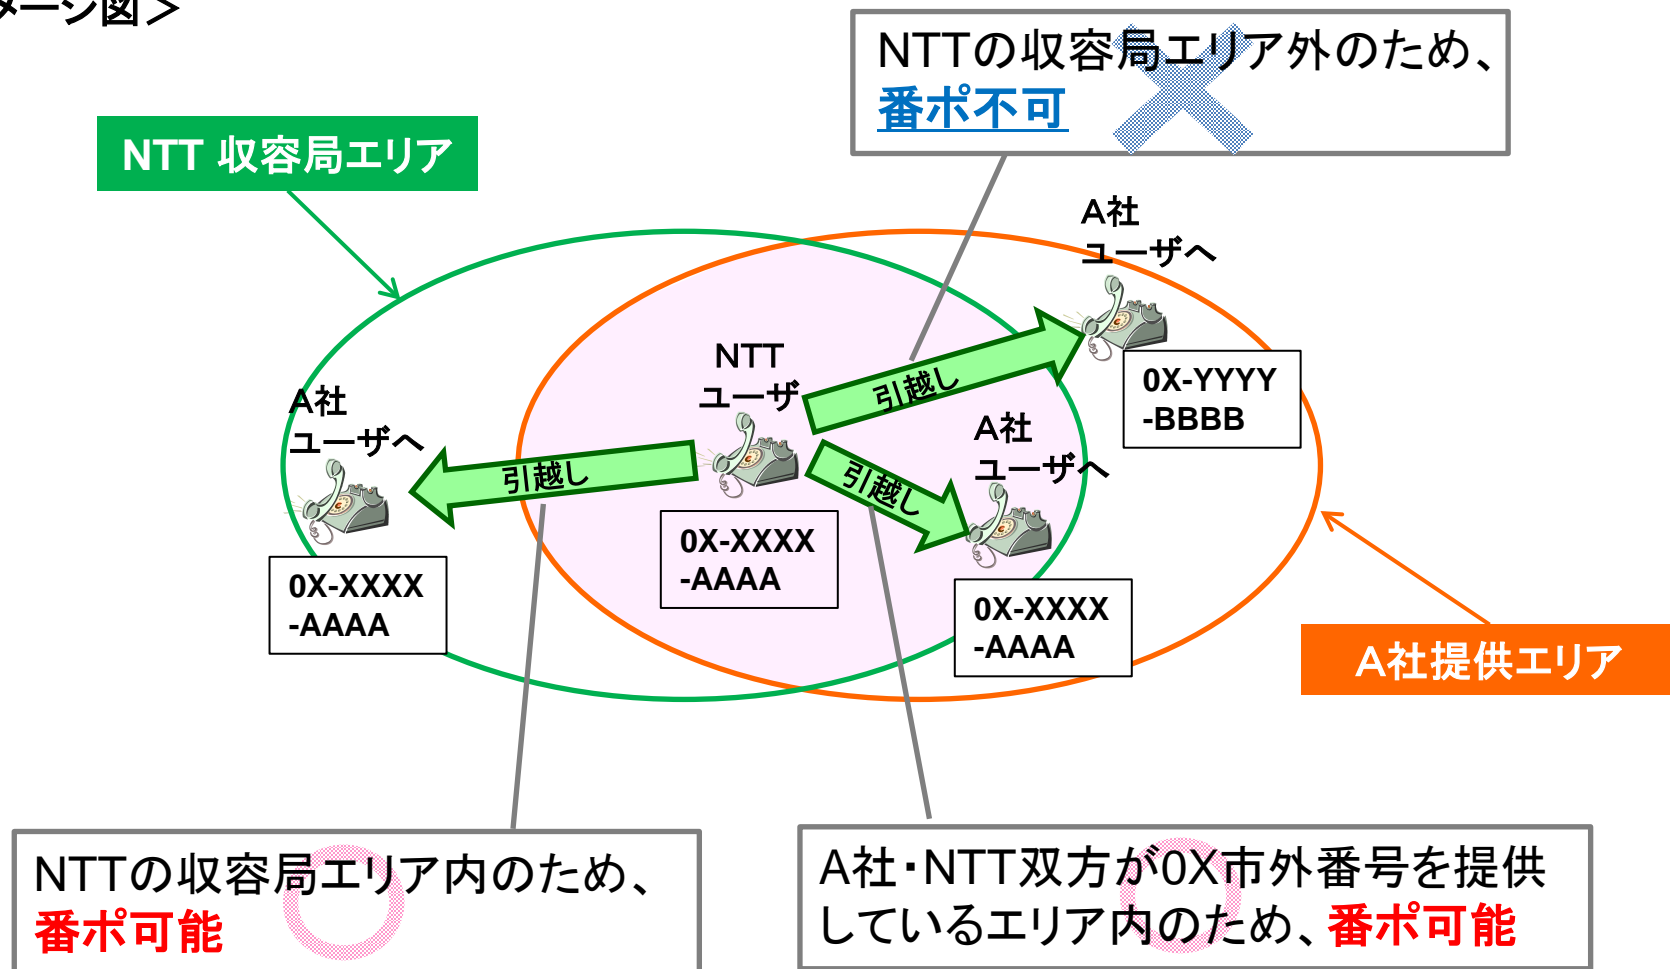 メージ図＞
NTTの収容局エリア外のため、
番ポ不可
NTT 収容局エリア
A社
ユーザへ
NTT
ユーザ
引越し
0X-YYYY
-BBBB
A社
ユーザへ
A社
ユーザへ
引越し
引越し
0X-XXXX
-AAAA
0X-XXXX
-AAAA
0X-XXXX
-AAAA
A社提供エリア
NTTの収容局エリア内のため、
番ポ可能
A社・NTT双方が0X市外番号を提供
しているエリア内のため、番ポ可能